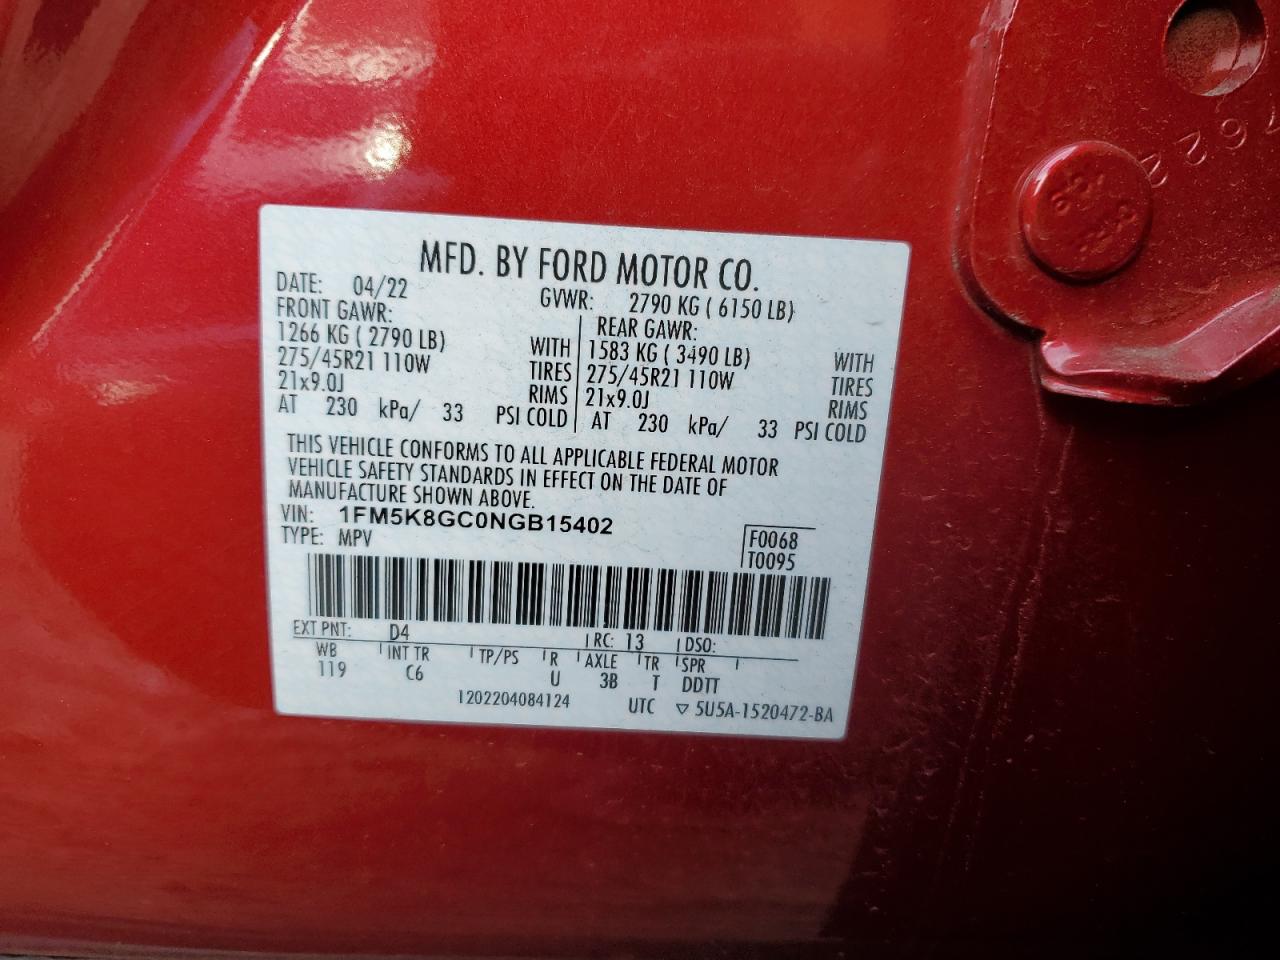 MFD. BY FORD MOTOR CO.
DATE: 04/22 GVWR: 2790 KG ( 6150 LB)
FRONT GAWR: REAR GAWR:
1266 KG ( 2790 LB) WITH 1583 KG ( 3490 LB) WITH
275/45R21 110W TIRES 275/45R21 110W TIRES
21x9.0J RIMS 21x9.0J RIMS
AT 230 kPa/ 33 PSI COLD AT 230 kPa/ 33 PSI COLD
THIS VEHICLE CONFORMS TO ALL APPLICABLE FEDERAL MOTOR
VEHICLE SAFETY STANDARDS IN EFFECT ON THE DATE OF
MANUFACTURE SHOWN ABOVE.
VIN: 1FM5K8GC0NGB15402
TYPE: MPV F0068
T0095
EXT PNT: D4 RC: 13 DSO:
WB INT TR TP/PS R AXLE TR SPR
119 C6 U 3B T DDTT
1202204084124 UTC ▽ 5U5A-1520472-BA